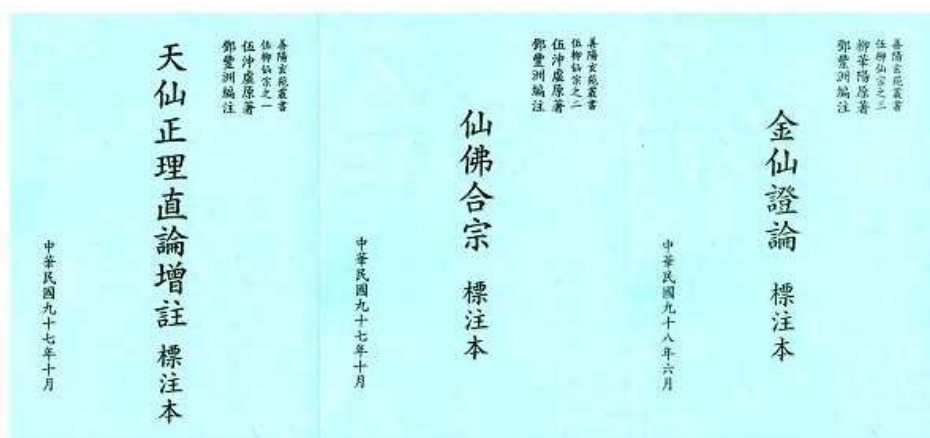 善陽玄苑叢書
伍柳仙宗之一
伍沖虛原著
鄧豐洲編注
天仙正理直論增註 標注本
中華民國九十七年十月
善陽玄苑叢書
伍柳仙宗之二
伍沖虛原著
鄧豐洲編注
仙佛合宗 標注本
中華民國九十七年十月
善陽玄苑叢書
伍柳仙宗之三
柳華陽原著
鄧豐洲編注
金仙證論 標注本
中華民國九十八年六月